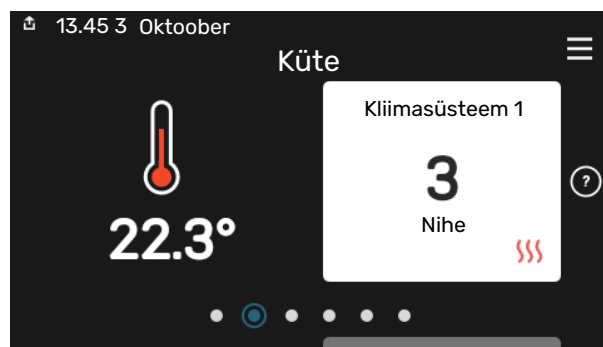 13.45 3 Oktoober
Küte
Kliimasüsteem 1
3
Nihe
22.3°
?